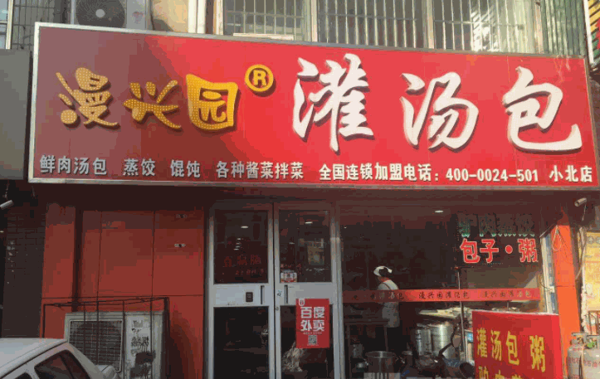 漫兴园® 灌汤包
鲜肉汤包 蒸饺 馄饨 各种酱菜拌菜 全国连锁加盟电话：400-0024-501 小北店
包子·粥
百度
外卖
灌汤包 粥